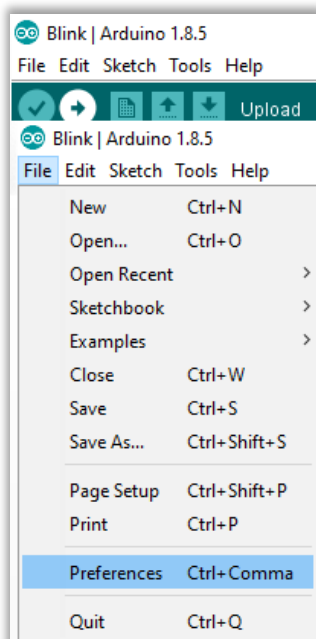 Blink | Arduino 1.8.5
File Edit Sketch Tools Help
Upload
Blink | Arduino 1.8.5
File Edit Sketch Tools Help
New Ctrl+N
Open... Ctrl+O
Open Recent
Sketchbook
Examples
Close Ctrl+W
Save Ctrl+S
Save As... Ctrl+Shift+S
Page Setup Ctrl+Shift+P
Print Ctrl+P
Preferences Ctrl+Comma
Quit Ctrl+Q